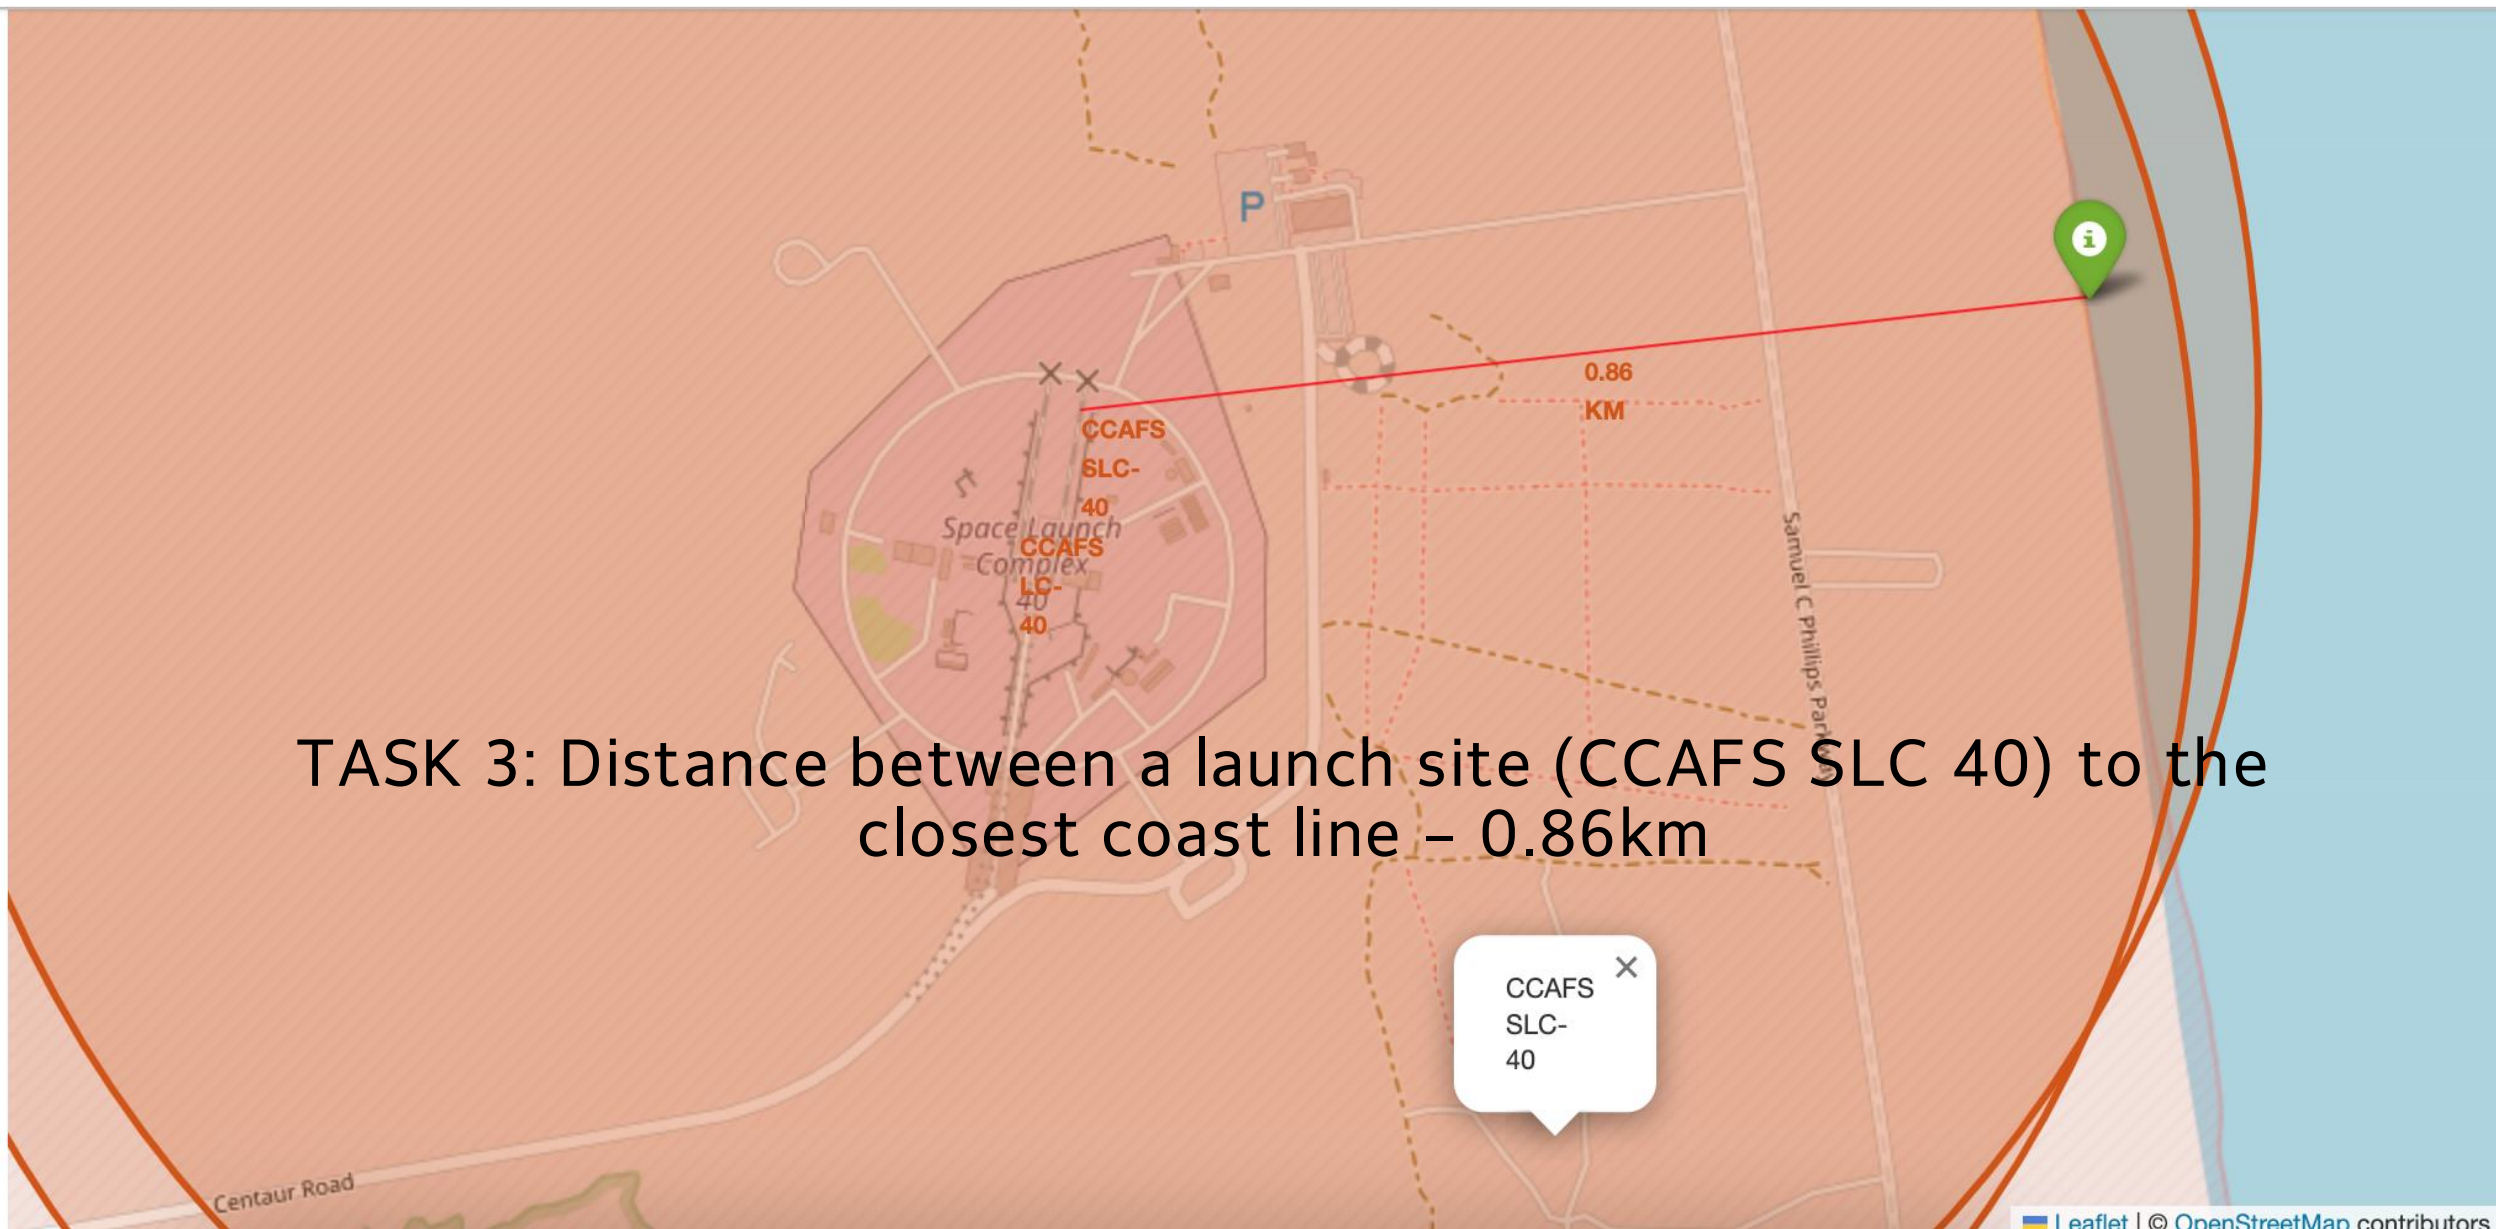 P
0.86
KM
CCAFS
SLC-
40
Space Launch
Complex
40
CCAFS
LC-
40
Samuel C Phillips Parkway
TASK 3: Distance between a launch site (CCAFS SLC 40) to the
closest coast line – 0.86km
CCAFS
SLC-
40
Centaur Road
Leaflet | © OpenStreetMap contributors